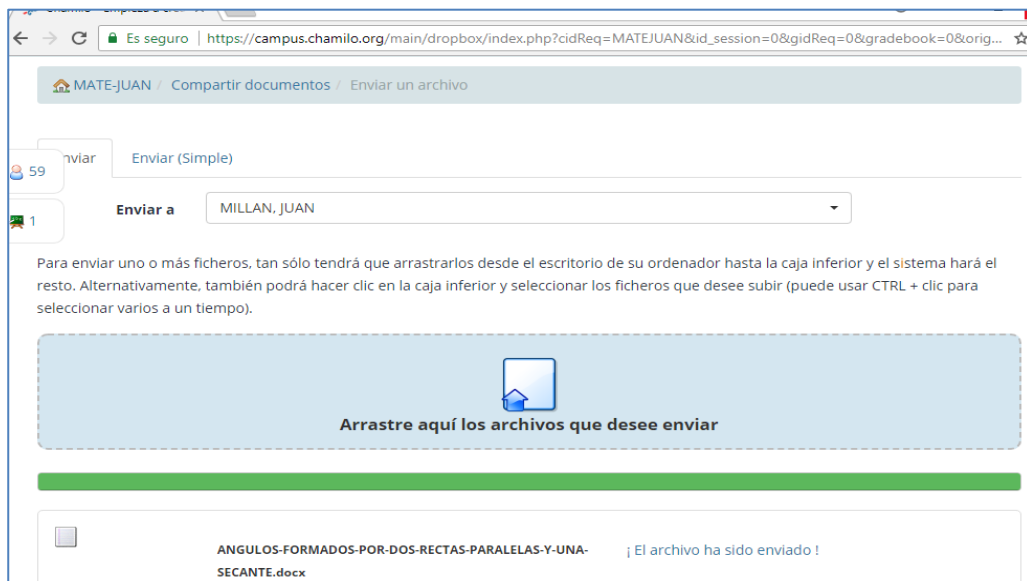 Es seguro | https://campus.chamilo.org/main/dropbox/index.php?cidReq=MATEJUAN&id_session=0&gidReq=0&gradebook=0&orig...
MATE-JUAN / Compartir documentos / Enviar un archivo
nviar Enviar (Simple)
59
Enviar a MILLAN, JUAN
1
Para enviar uno o más ficheros, tan sólo tendrá que arrastrarlos desde el escritorio de su ordenador hasta la caja inferior y el sistema hará el
resto. Alternativamente, también podrá hacer clic en la caja inferior y seleccionar los ficheros que desee subir (puede usar CTRL + clic para
seleccionar varios a un tiempo).
Arrastre aquí los archivos que desee enviar
ANGULOS-FORMADOS-POR-DOS-RECTAS-PARALELAS-Y-UNA- ¡ El archivo ha sido enviado !
SECANTE.docx